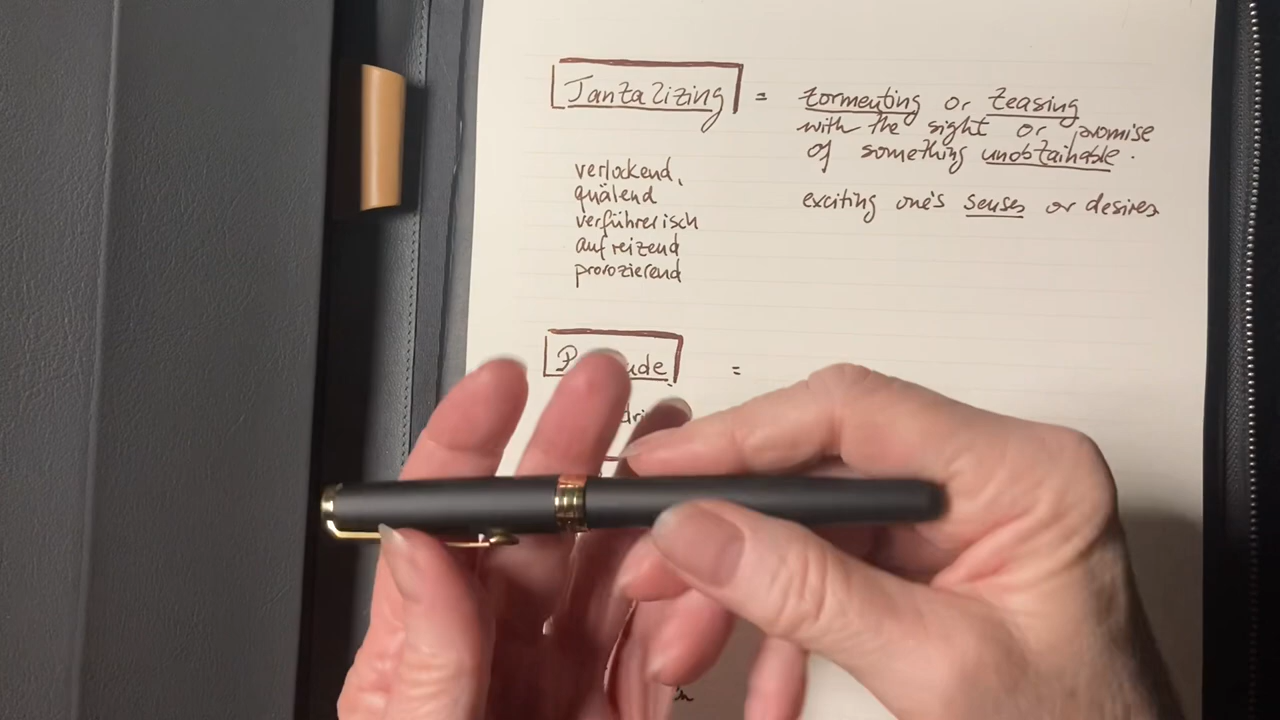 Tantalizing = tormenting or teasing
with the sight or promise
of something unobtainable.
verlockend,
quälend
verführerisch
aufreizend
provozierend
exciting one's senses or desires
=